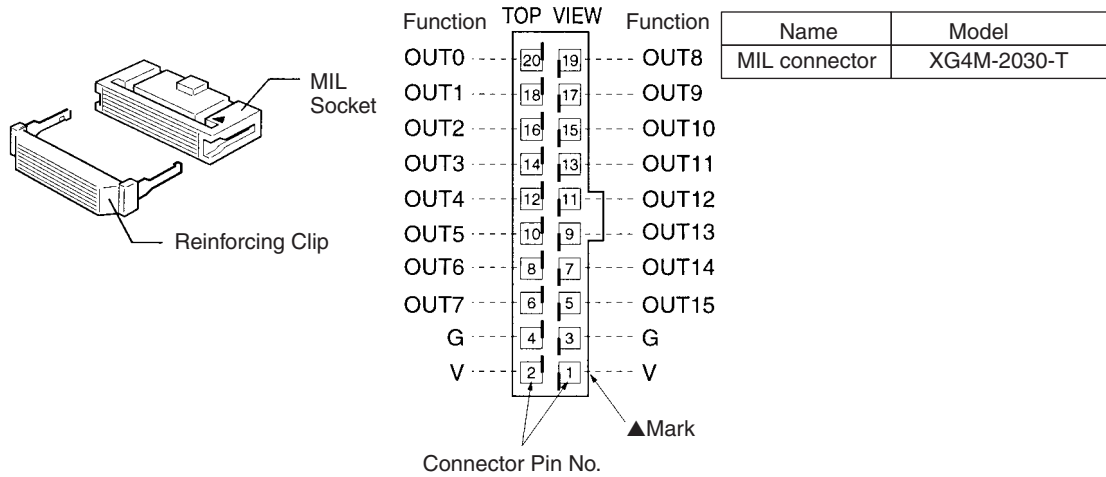 Function TOP VIEW Function
Name Model
MIL connector XG4M-2030-T
MIL
Socket
Reinforcing Clip
OUT0 20 19 OUT8
OUT1 18 17 OUT9
OUT2 16 15 OUT10
OUT3 14 13 OUT11
OUT4 12 11 OUT12
OUT5 10 9 OUT13
OUT6 8 7 OUT14
OUT7 6 5 OUT15
G 4 3 G
V 2 1 V
▲Mark
Connector Pin No.